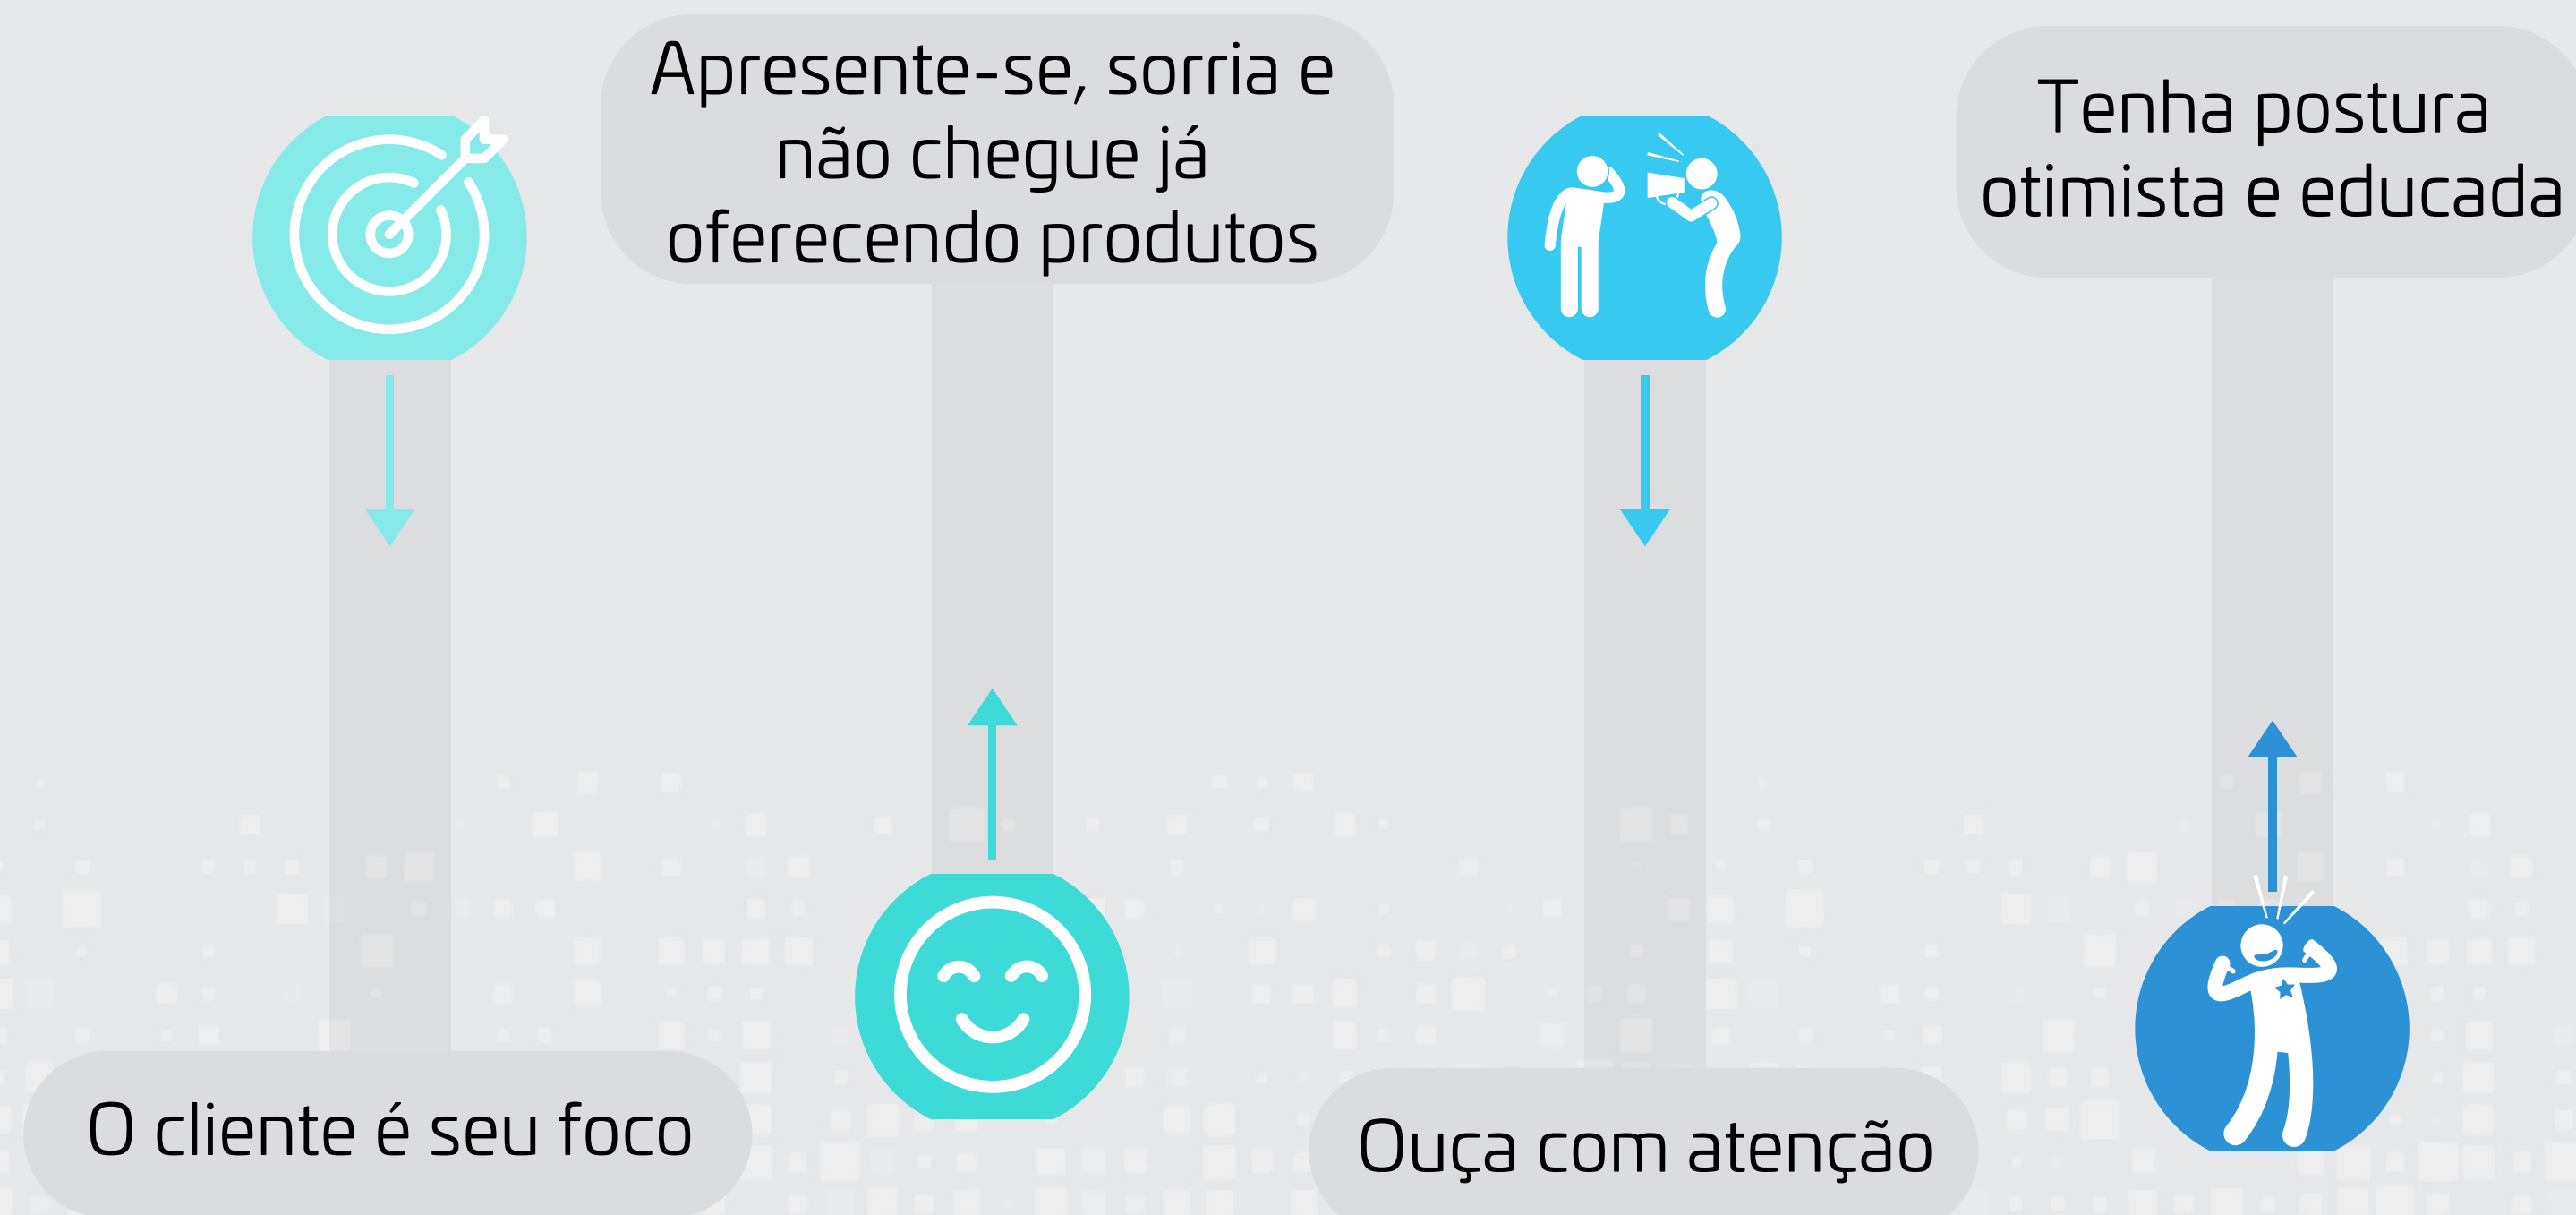 O cliente é seu foco
Apresente-se, sorria e
não chegue já
oferecendo produtos
Ouça com atenção
Tenha postura
otimista e educada